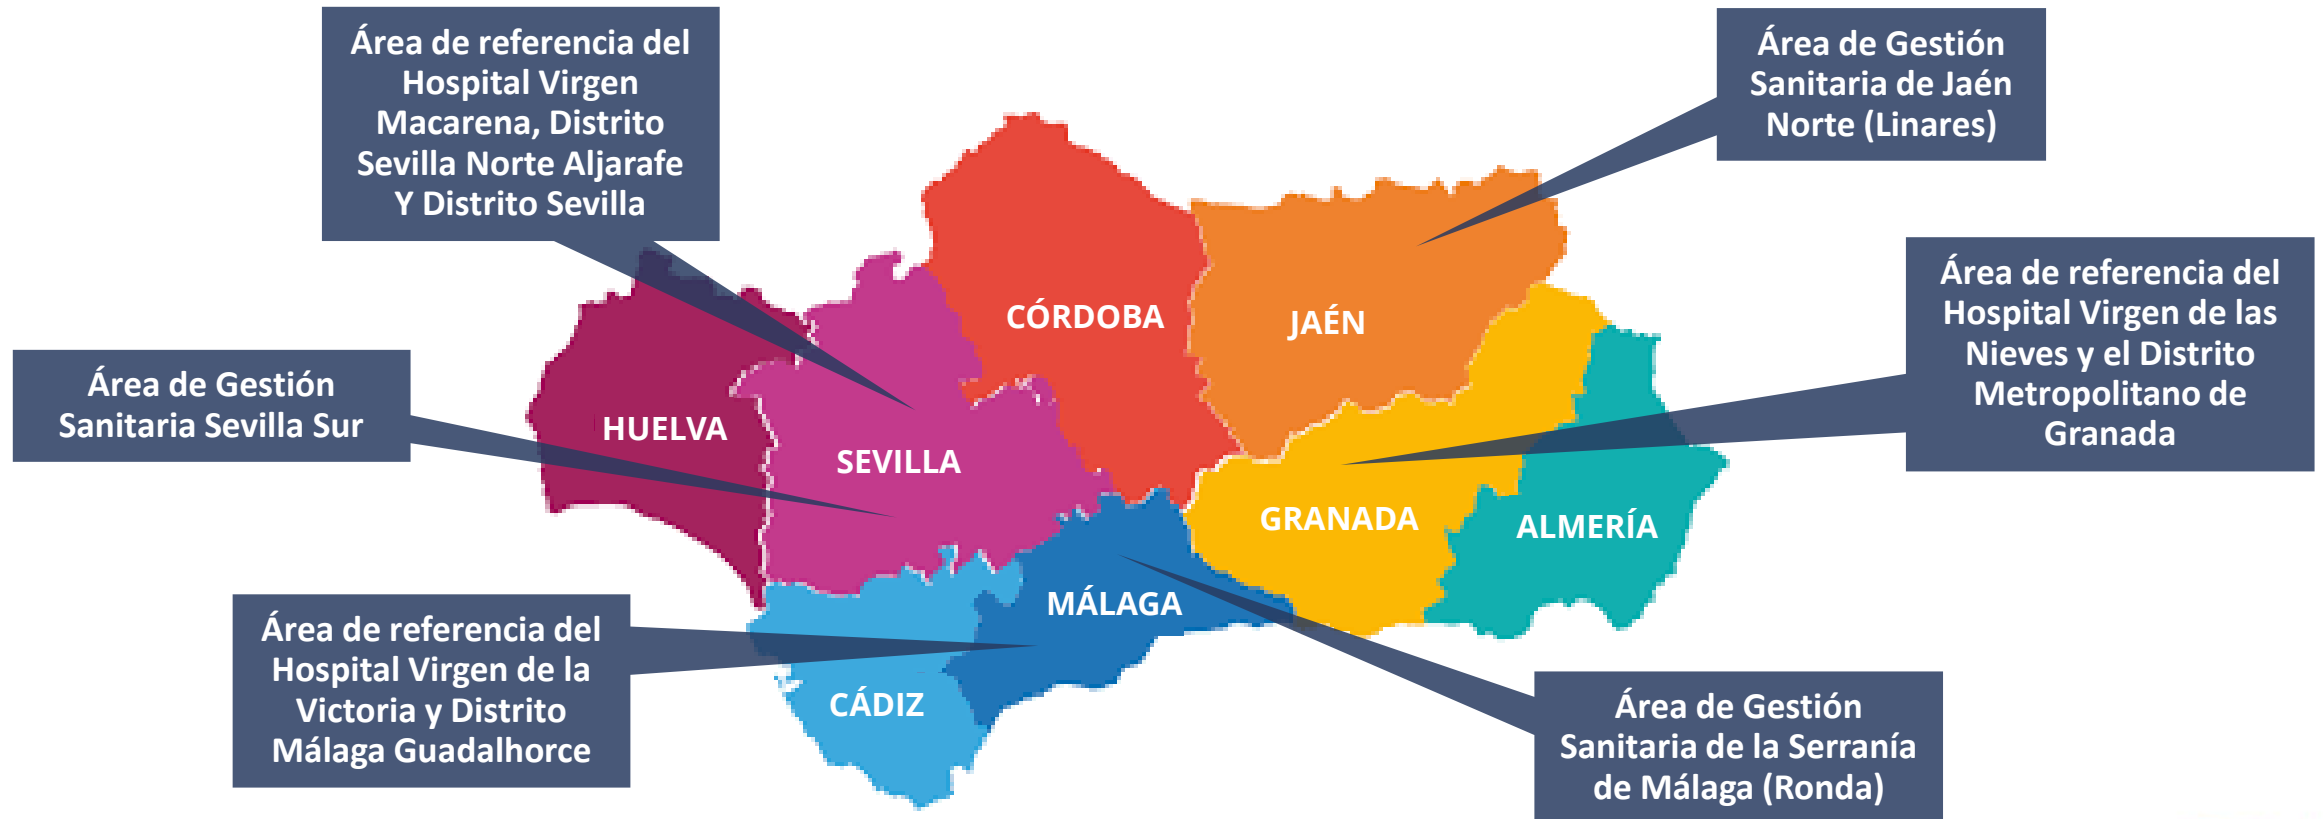 Área de referencia del
Hospital Virgen
Macarena, Distrito
Sevilla Norte Aljarafe
Y Distrito Sevilla
Área de Gestión
Sanitaria de Jaén
Norte (Linares)
Área de referencia del
Hospital Virgen de las
Nieves y el Distrito
Metropolitano de
Granada
Área de Gestión
Sanitaria Sevilla Sur
CÓRDOBA
JAÉN
HUELVA
SEVILLA
GRANADA
ALMERÍA
MÁLAGA
CÁDIZ
Área de referencia del
Hospital Virgen de la
Victoria y Distrito
Málaga Guadalhorce
Área de Gestión
Sanitaria de la Serranía
de Málaga (Ronda)